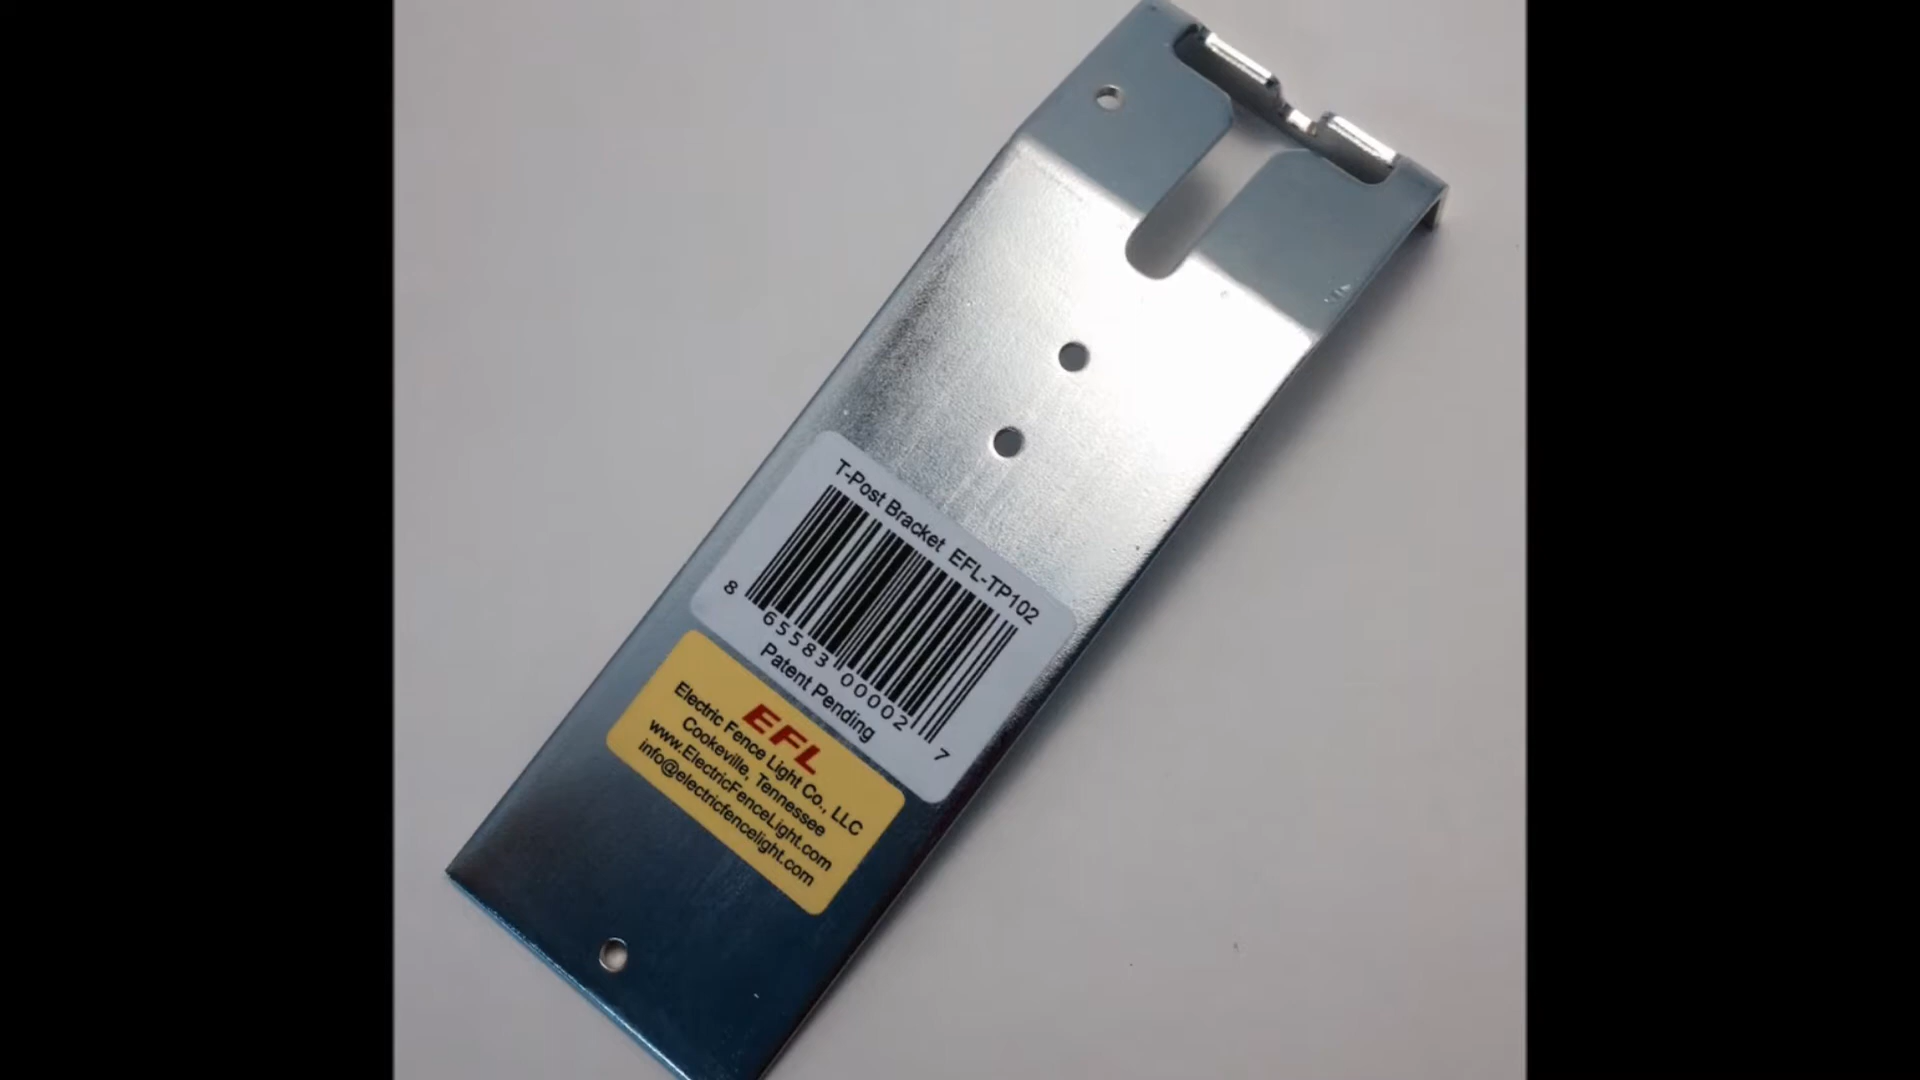 T-Post Bracket EFL-TP102
8 65583 00002 7
Patent Pending
EFL
Electric Fence Light Co., LLC
Cookeville, Tennessee
www.ElectricFenceLight.com
info@electricfencelight.com